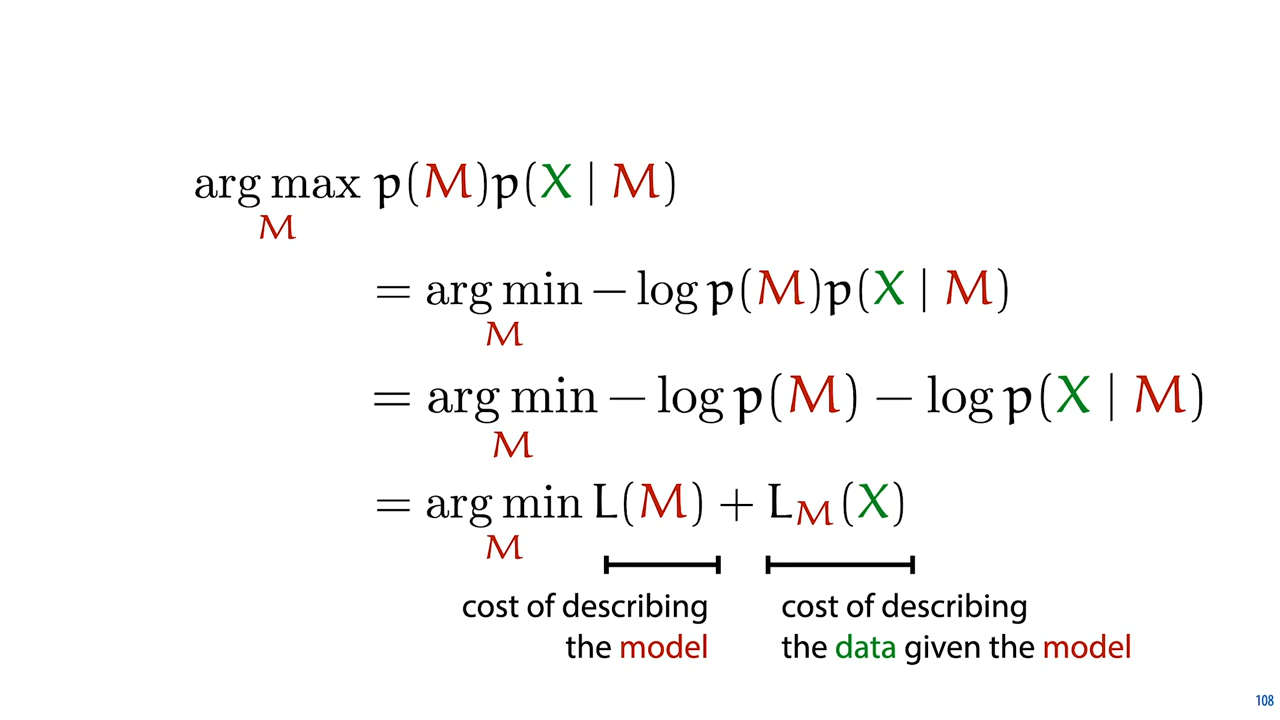 arg max p(M)p(X | M)
M
= arg min − log p(M)p(X | M)
M
= arg min − log p(M) − log p(X | M)
M
= arg min L(M) + L_M(X)
M
cost of describing
the model
cost of describing
the data given the model
108